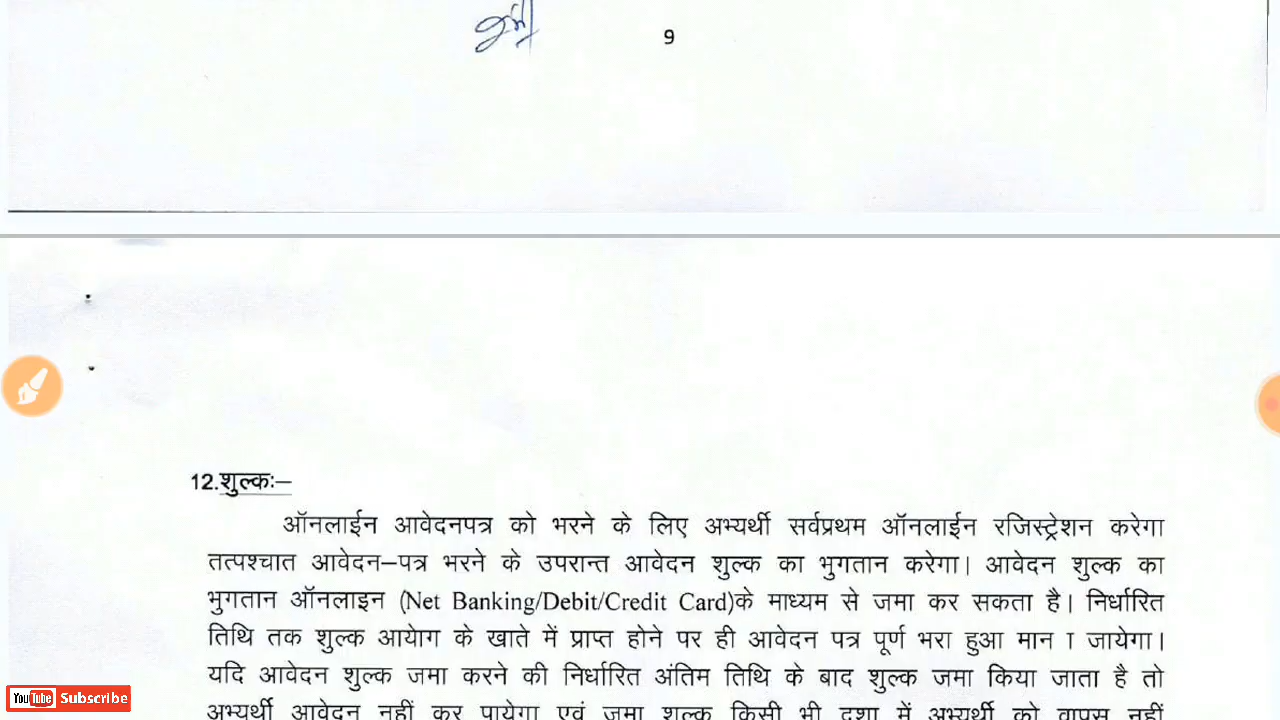 9
12.शुल्कः–
ऑनलाईन आवेदनपत्र को भरने के लिए अभ्यर्थी सर्वप्रथम ऑनलाईन रजिस्ट्रेशन करेगा
तत्पश्चात आवेदन–पत्र भरने के उपरान्त आवेदन शुल्क का भुगतान करेगा। आवेदन शुल्क का
भुगतान ऑनलाइन (Net Banking/Debit/Credit Card)के माध्यम से जमा कर सकता है। निर्धारित
तिथि तक शुल्क आयोग के खाते में प्राप्त होने पर ही आवेदन पत्र पूर्ण भरा हुआ मान ा जायेगा।
यदि आवेदन शुल्क जमा करने की निर्धारित अंतिम तिथि के बाद शुल्क जमा किया जाता है तो
अभ्यर्थी आवेदन नहीं कर पायेगा एवं जमा शुल्क किसी भी दशा में अभ्यर्थी को वापस नहीं
YouTube Subscribe